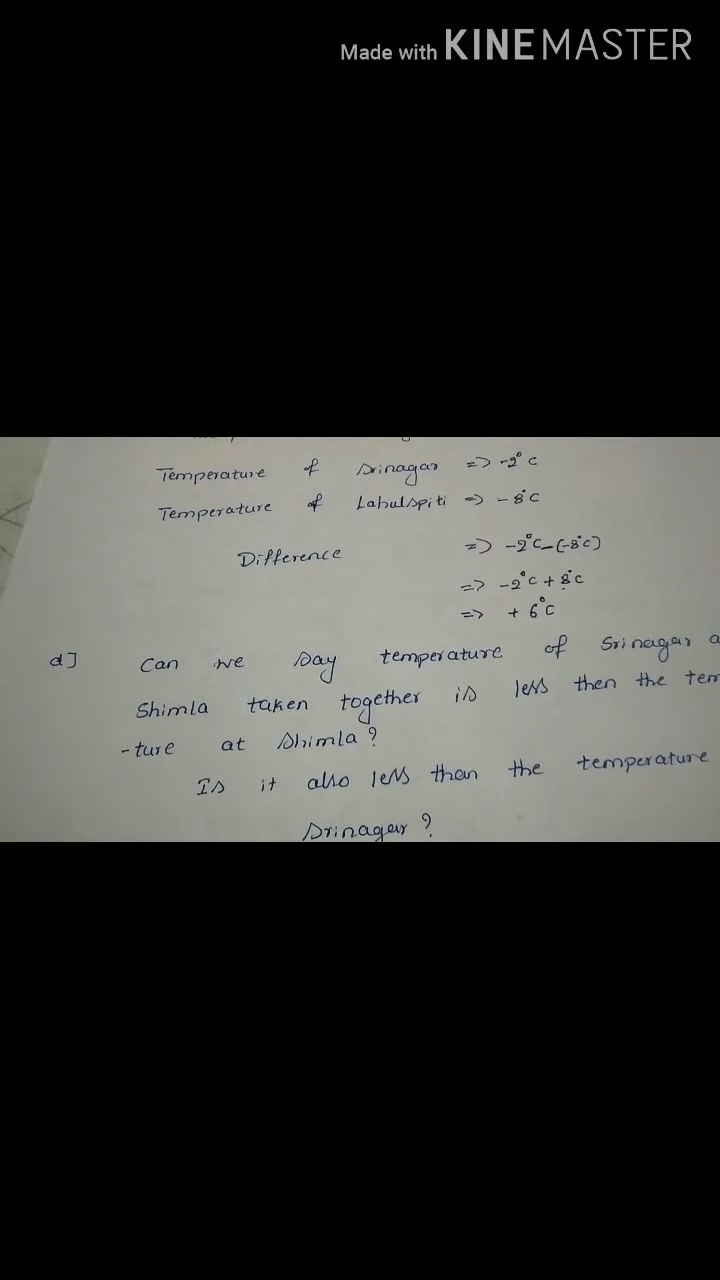 Made with KINEMASTER
Temperature of Srinagar => -2°C
Temperature of Lahulspiti => -8°C
Difference => -2°C-(-8°C)
=> -2°C + 8°C
=> + 6°C
d] Can we say temperature of Srinagar a
Shimla taken together is less then the tem
-ture at Shimla?
Is it also less than the temperature
Srinagar?